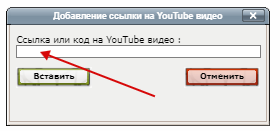 Добавление ссылки на YouTube видео
Ссылка или код на YouTube видео :
Вставить Отменить